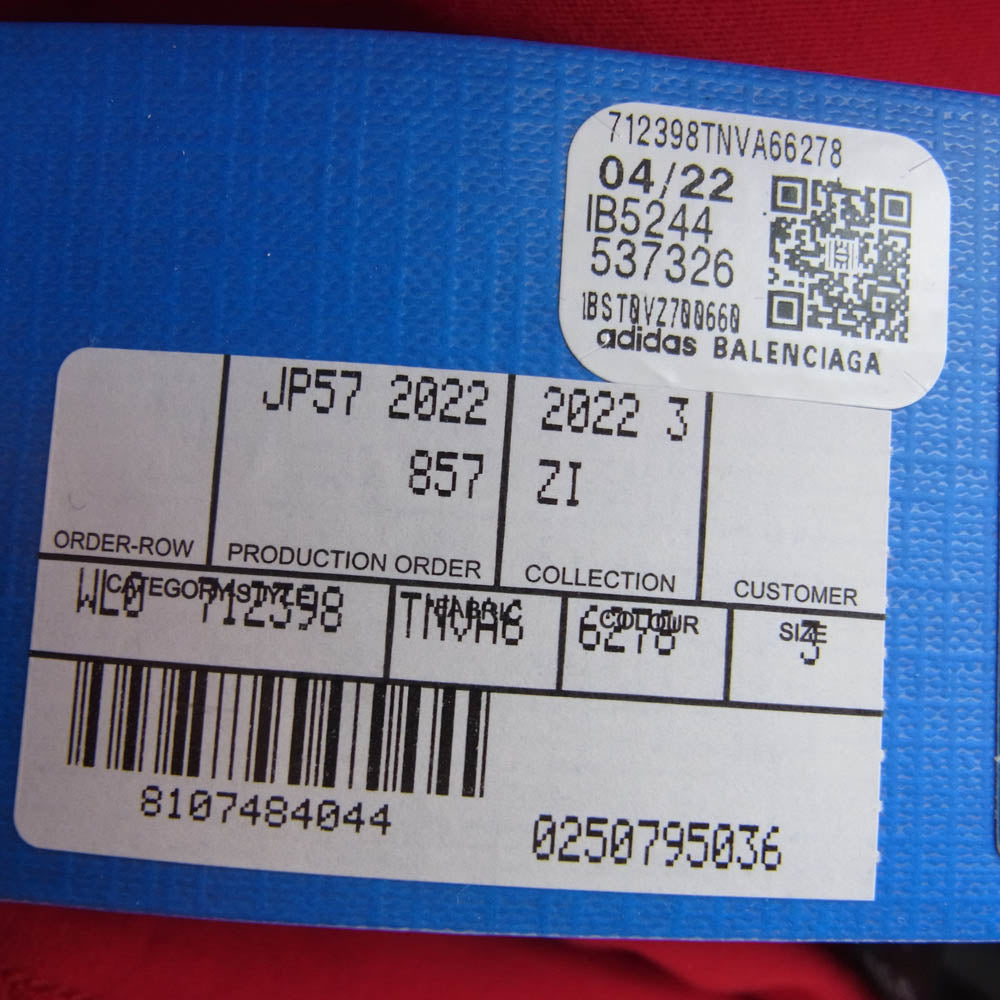 712398TNVA66278
04/22
IB5244
537326
1BST0VZ700660
adidas BALENCIAGA
JP57 2022
857
2022 3
ZI
ORDER-ROW
PRODUCTION ORDER
COLLECTION
CUSTOMER
CATEGORY-STYLE
FABRIC
COLOUR
SIZE
WL0 712398
TNVA6
6278
3
8107484044
0250795036